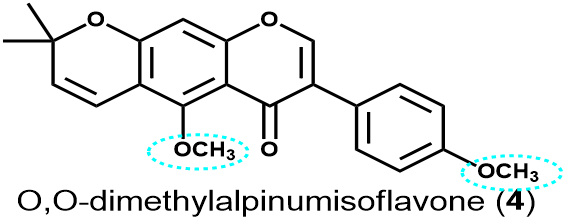 O O
OCH3 O OCH3
O,O-dimethylalpinumisoflavone (4)